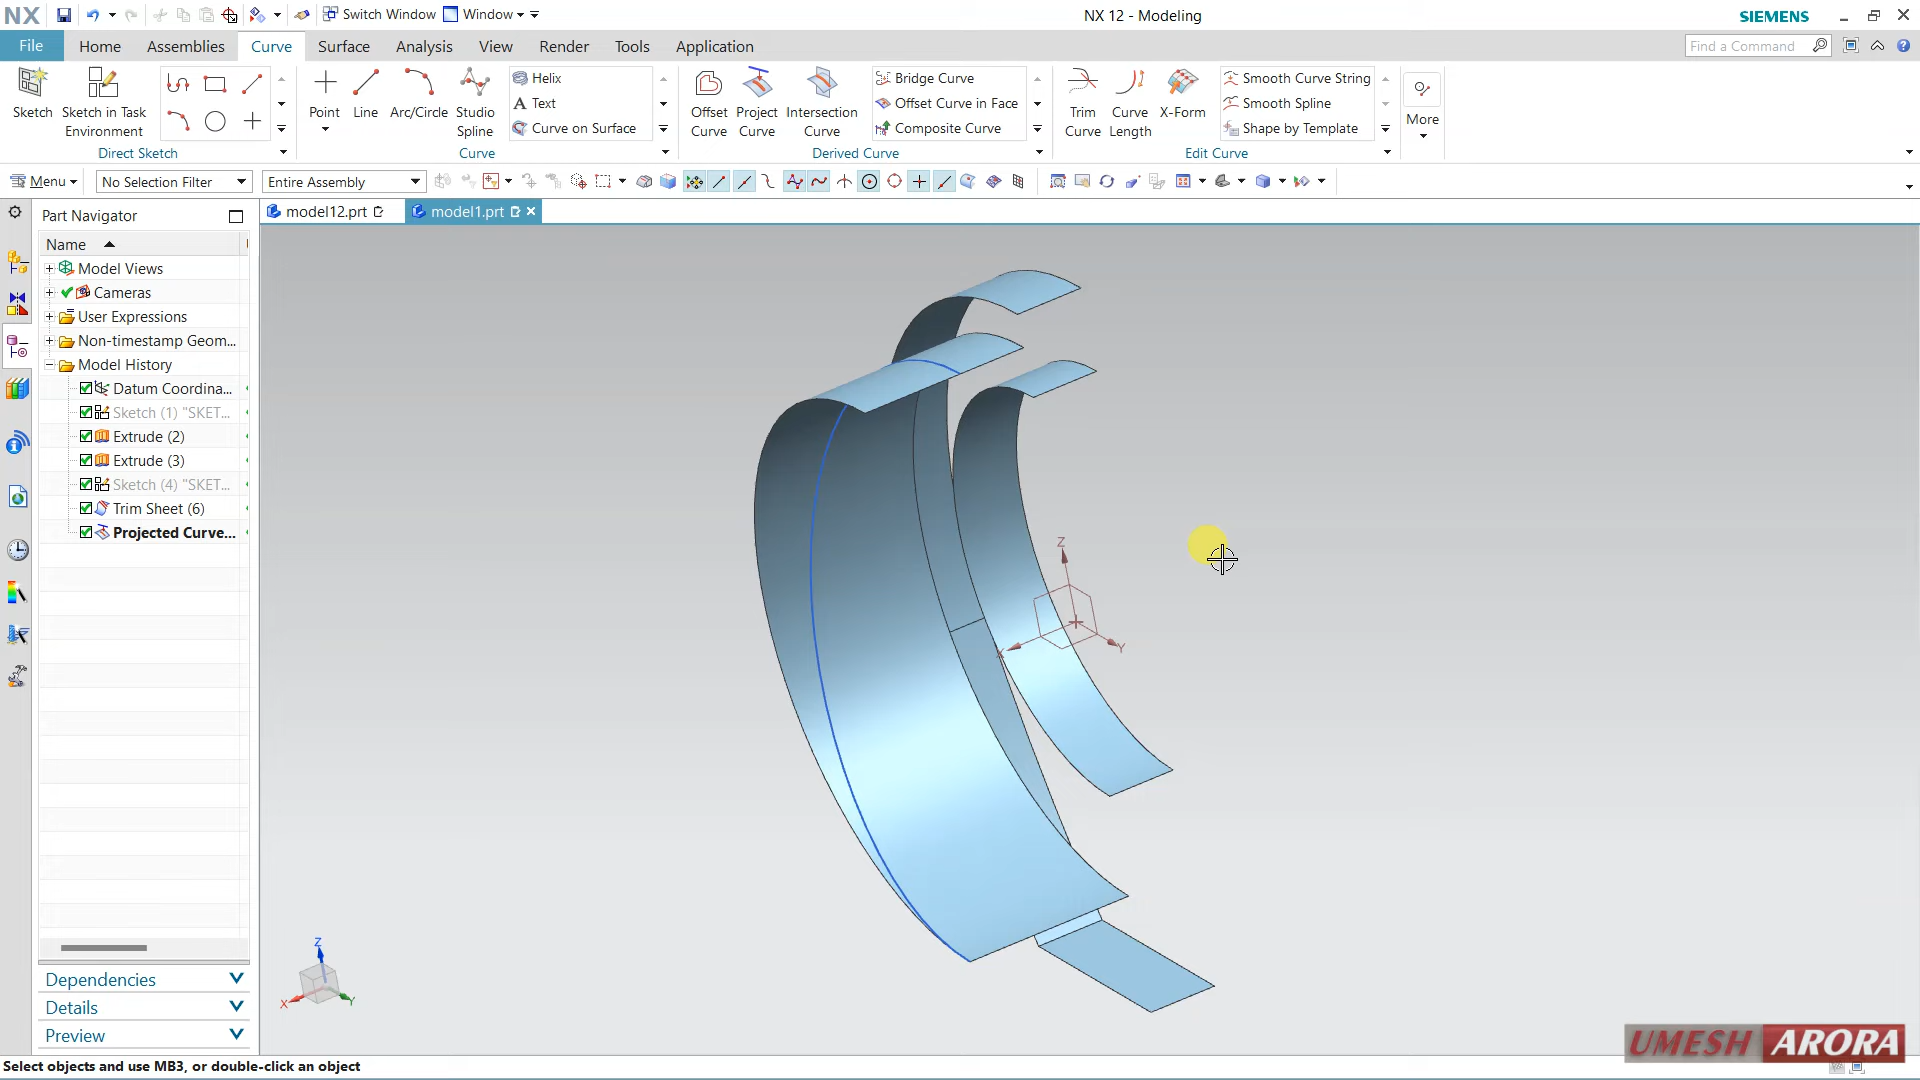 NX
Switch Window
Window
NX 12 - Modeling
SIEMENS
File
Home
Assemblies
Curve
Surface
Analysis
View
Render
Tools
Application
Find a Command
Sketch
Sketch in Task
Environment
Direct Sketch
Point
Line
Arc/Circle
Studio
Spline
Helix
A Text
Curve on Surface
Curve
Offset
Curve
Project
Curve
Intersection
Curve
Bridge Curve
Offset Curve in Face
Composite Curve
Derived Curve
Trim
Curve
Curve
Length
X-Form
Smooth Curve String
Smooth Spline
Shape by Template
Edit Curve
More
Menu
No Selection Filter
Entire Assembly
Part Navigator
model12.prt
model1.prt
Name
Model Views
Cameras
User Expressions
Non-timestamp Geom...
Model History
Datum Coordina...
Sketch (1) "SKET...
Extrude (2)
Extrude (3)
Sketch (4) "SKET...
Trim Sheet (6)
Projected Curve...
Z
X
Y
Z
X
Y
Dependencies
Details
Preview
UMESH ARORA
Select objects and use MB3, or double-click an object